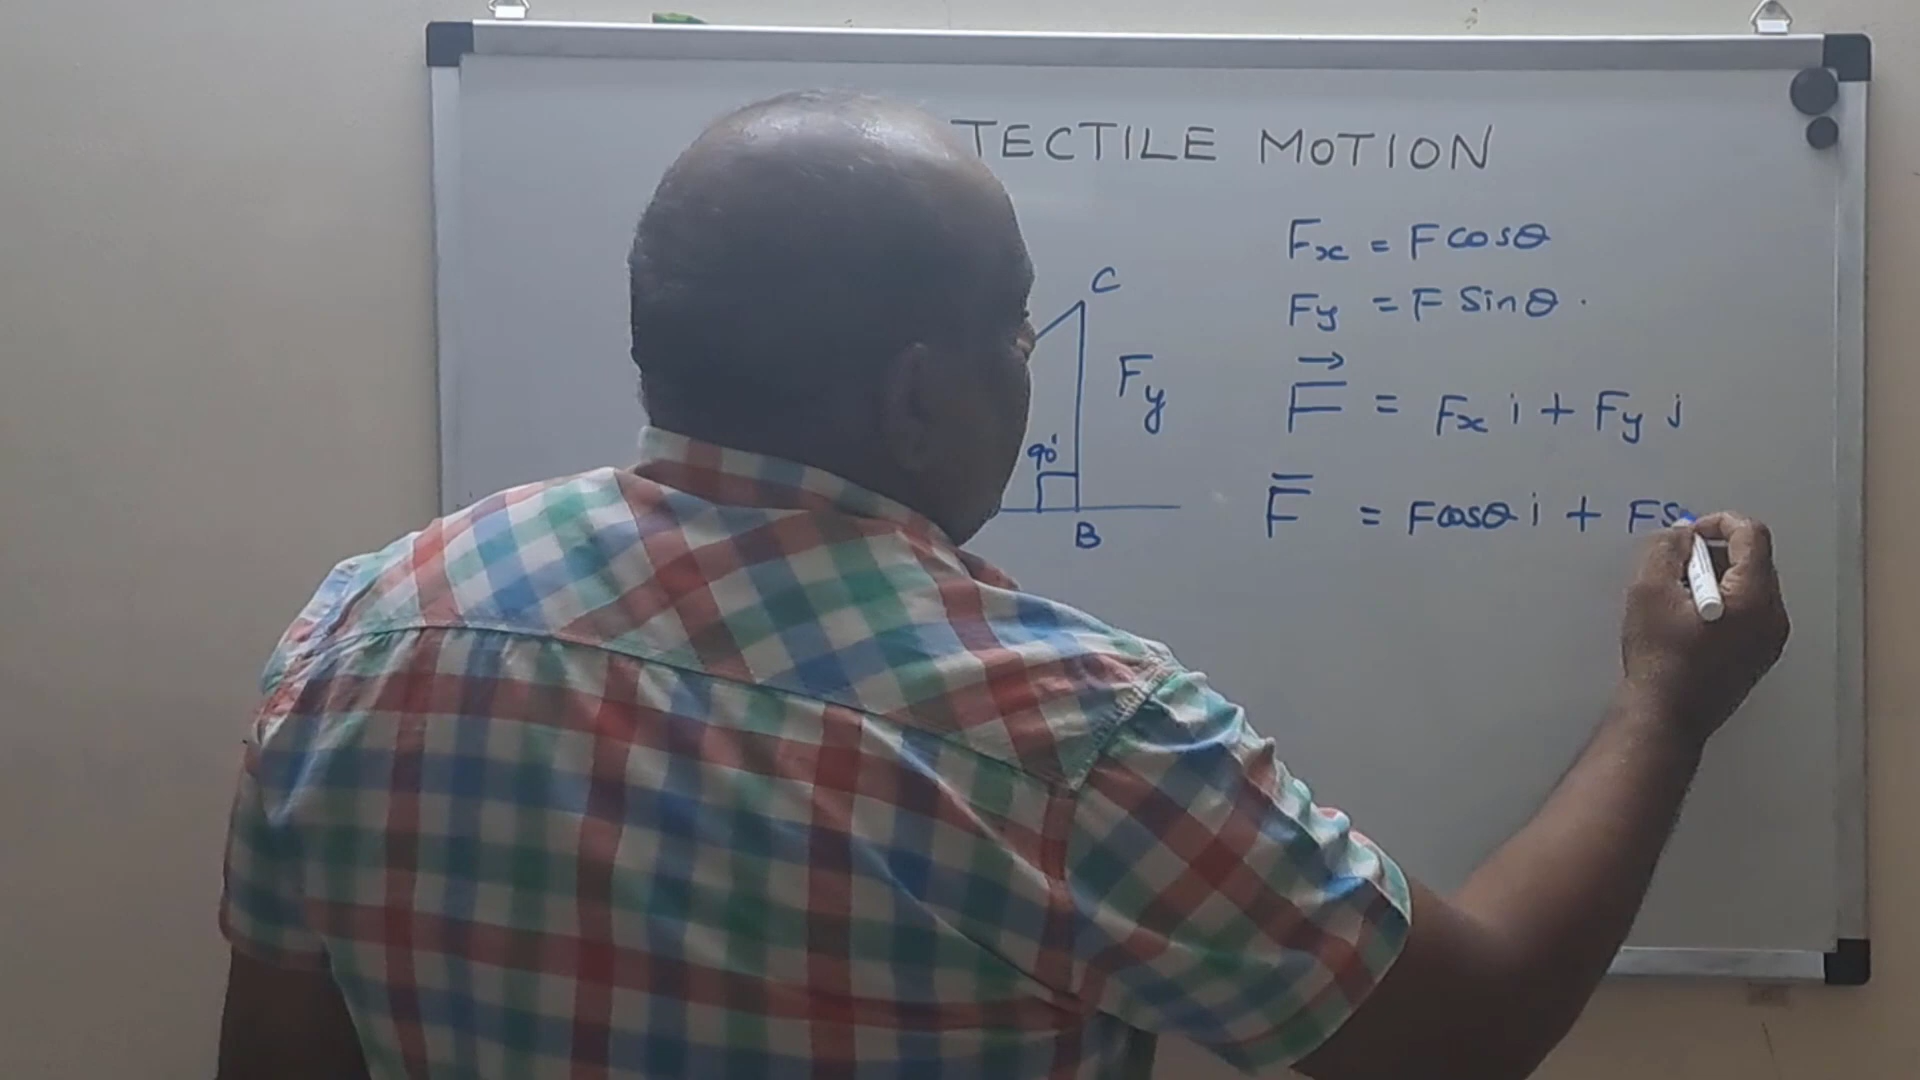 TECTILE MOTION
Fx = F cosθ
Fy = F Sinθ .
C
Fy
F = Fx i + Fy j
90°
F = Fcosθ i + FS
B